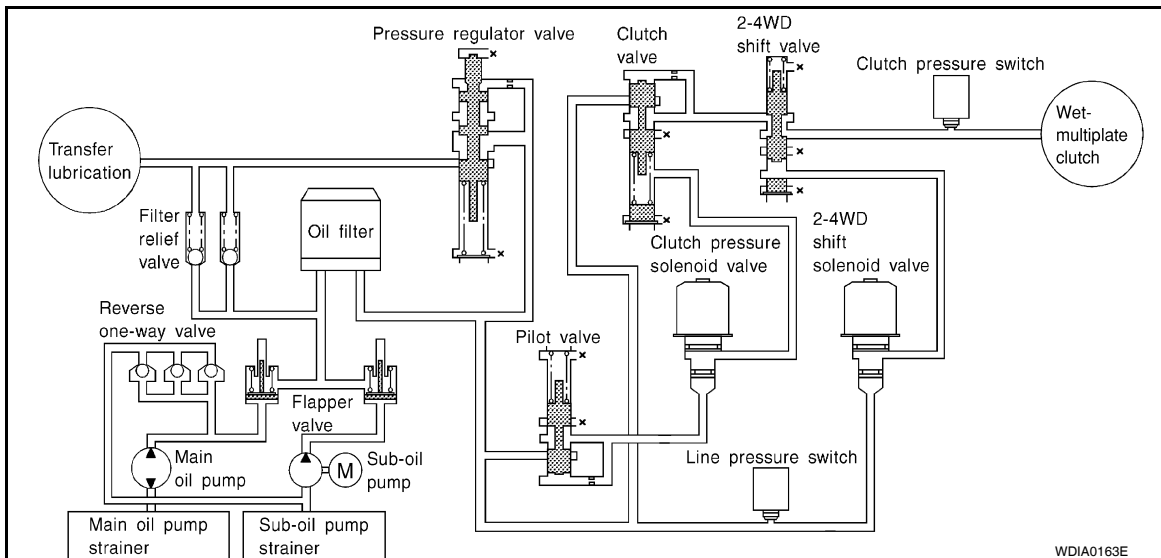 Pressure regulator valve
Clutch
valve
2-4WD
shift valve
Clutch pressure switch
Transfer
lubrication
Wet-
multiplate
clutch
Filter
relief
valve
Oil filter
Clutch pressure
solenoid valve
2-4WD
shift
solenoid valve
Reverse
one-way valve
Pilot valve
Flapper
valve
Main
oil pump
M
Sub-oil
pump
Line pressure switch
Main oil pump
strainer
Sub-oil pump
strainer
WDIA0163E